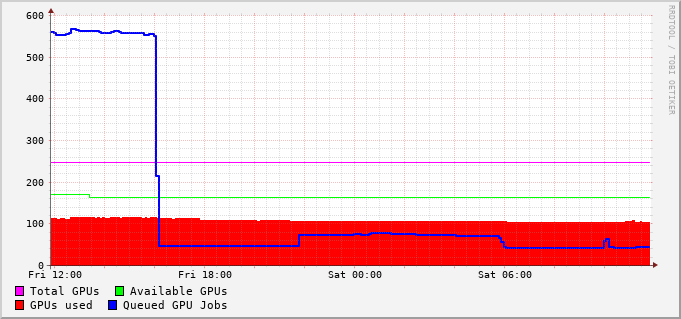 600
500
400
300
200
100
0
Fri 12:00 Fri 18:00 Sat 00:00 Sat 06:00
Total GPUs Available GPUs
GPUs used Queued GPU Jobs
RRDTOOL / TOBI OETIKER